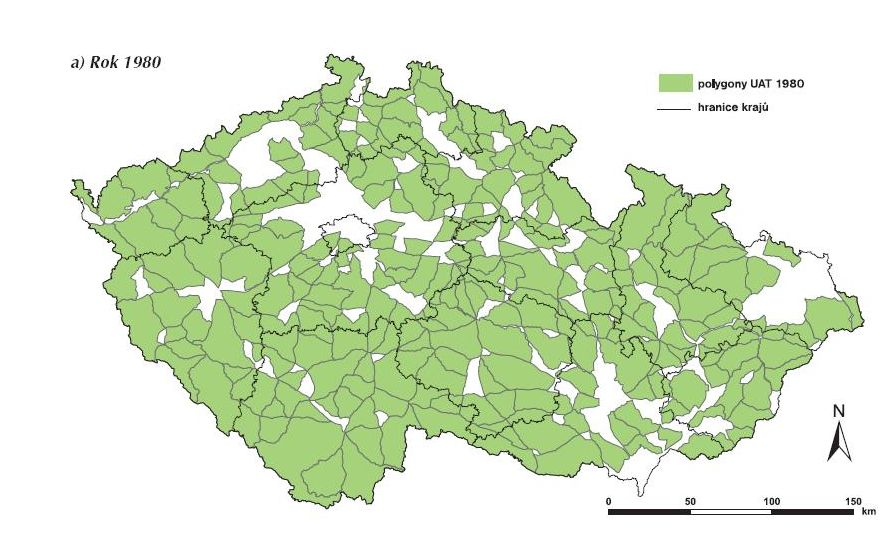 a) Rok 1980
polygony UAT 1980
hranice krajů
N
0 50 100 150
km